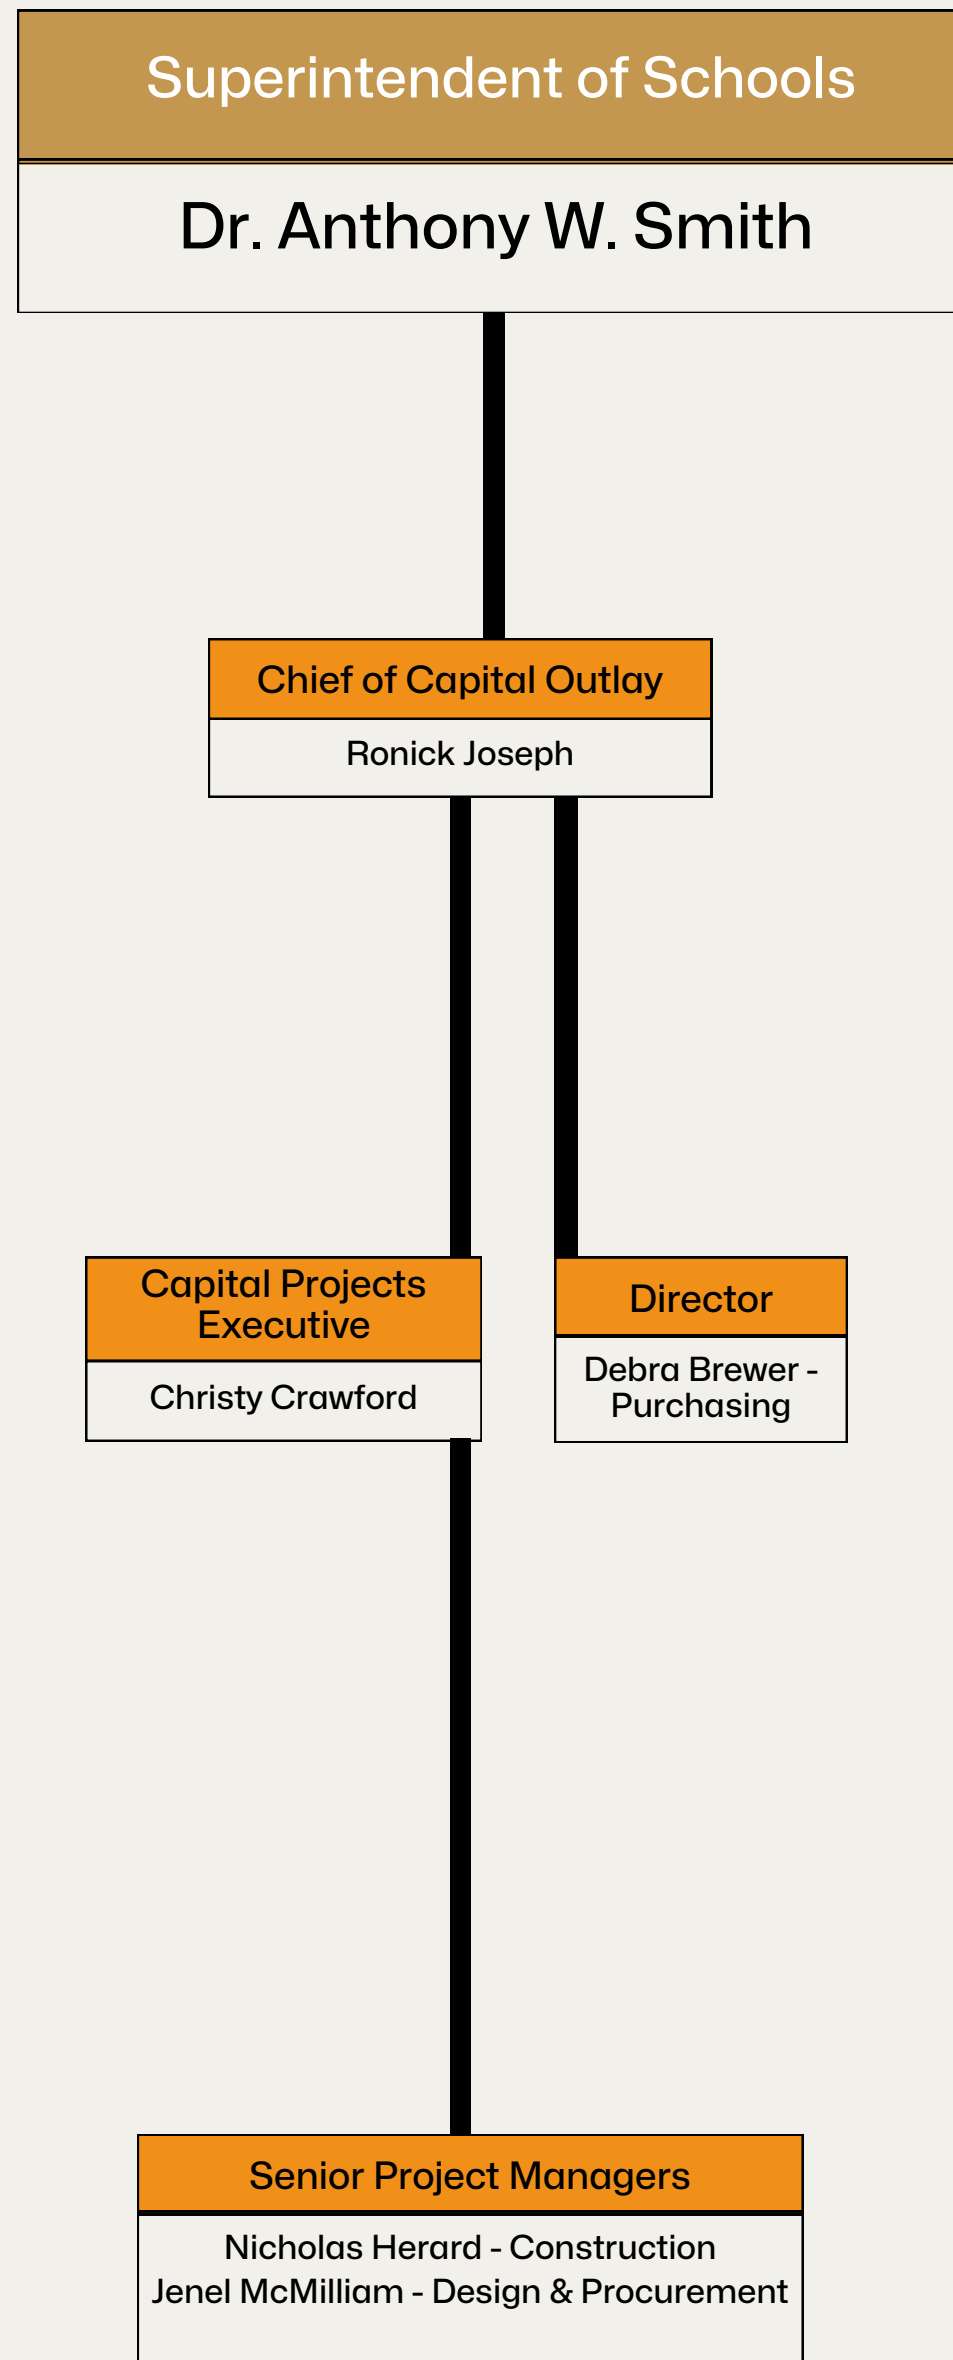 Superintendent of Schools
Dr. Anthony W. Smith
Chief of Capital Outlay
Ronick Joseph
Capital Projects
Executive
Christy Crawford
Director
Debra Brewer -
Purchasing
Senior Project Managers
Nicholas Herard - Construction
Jenel McMilliam - Design & Procurement